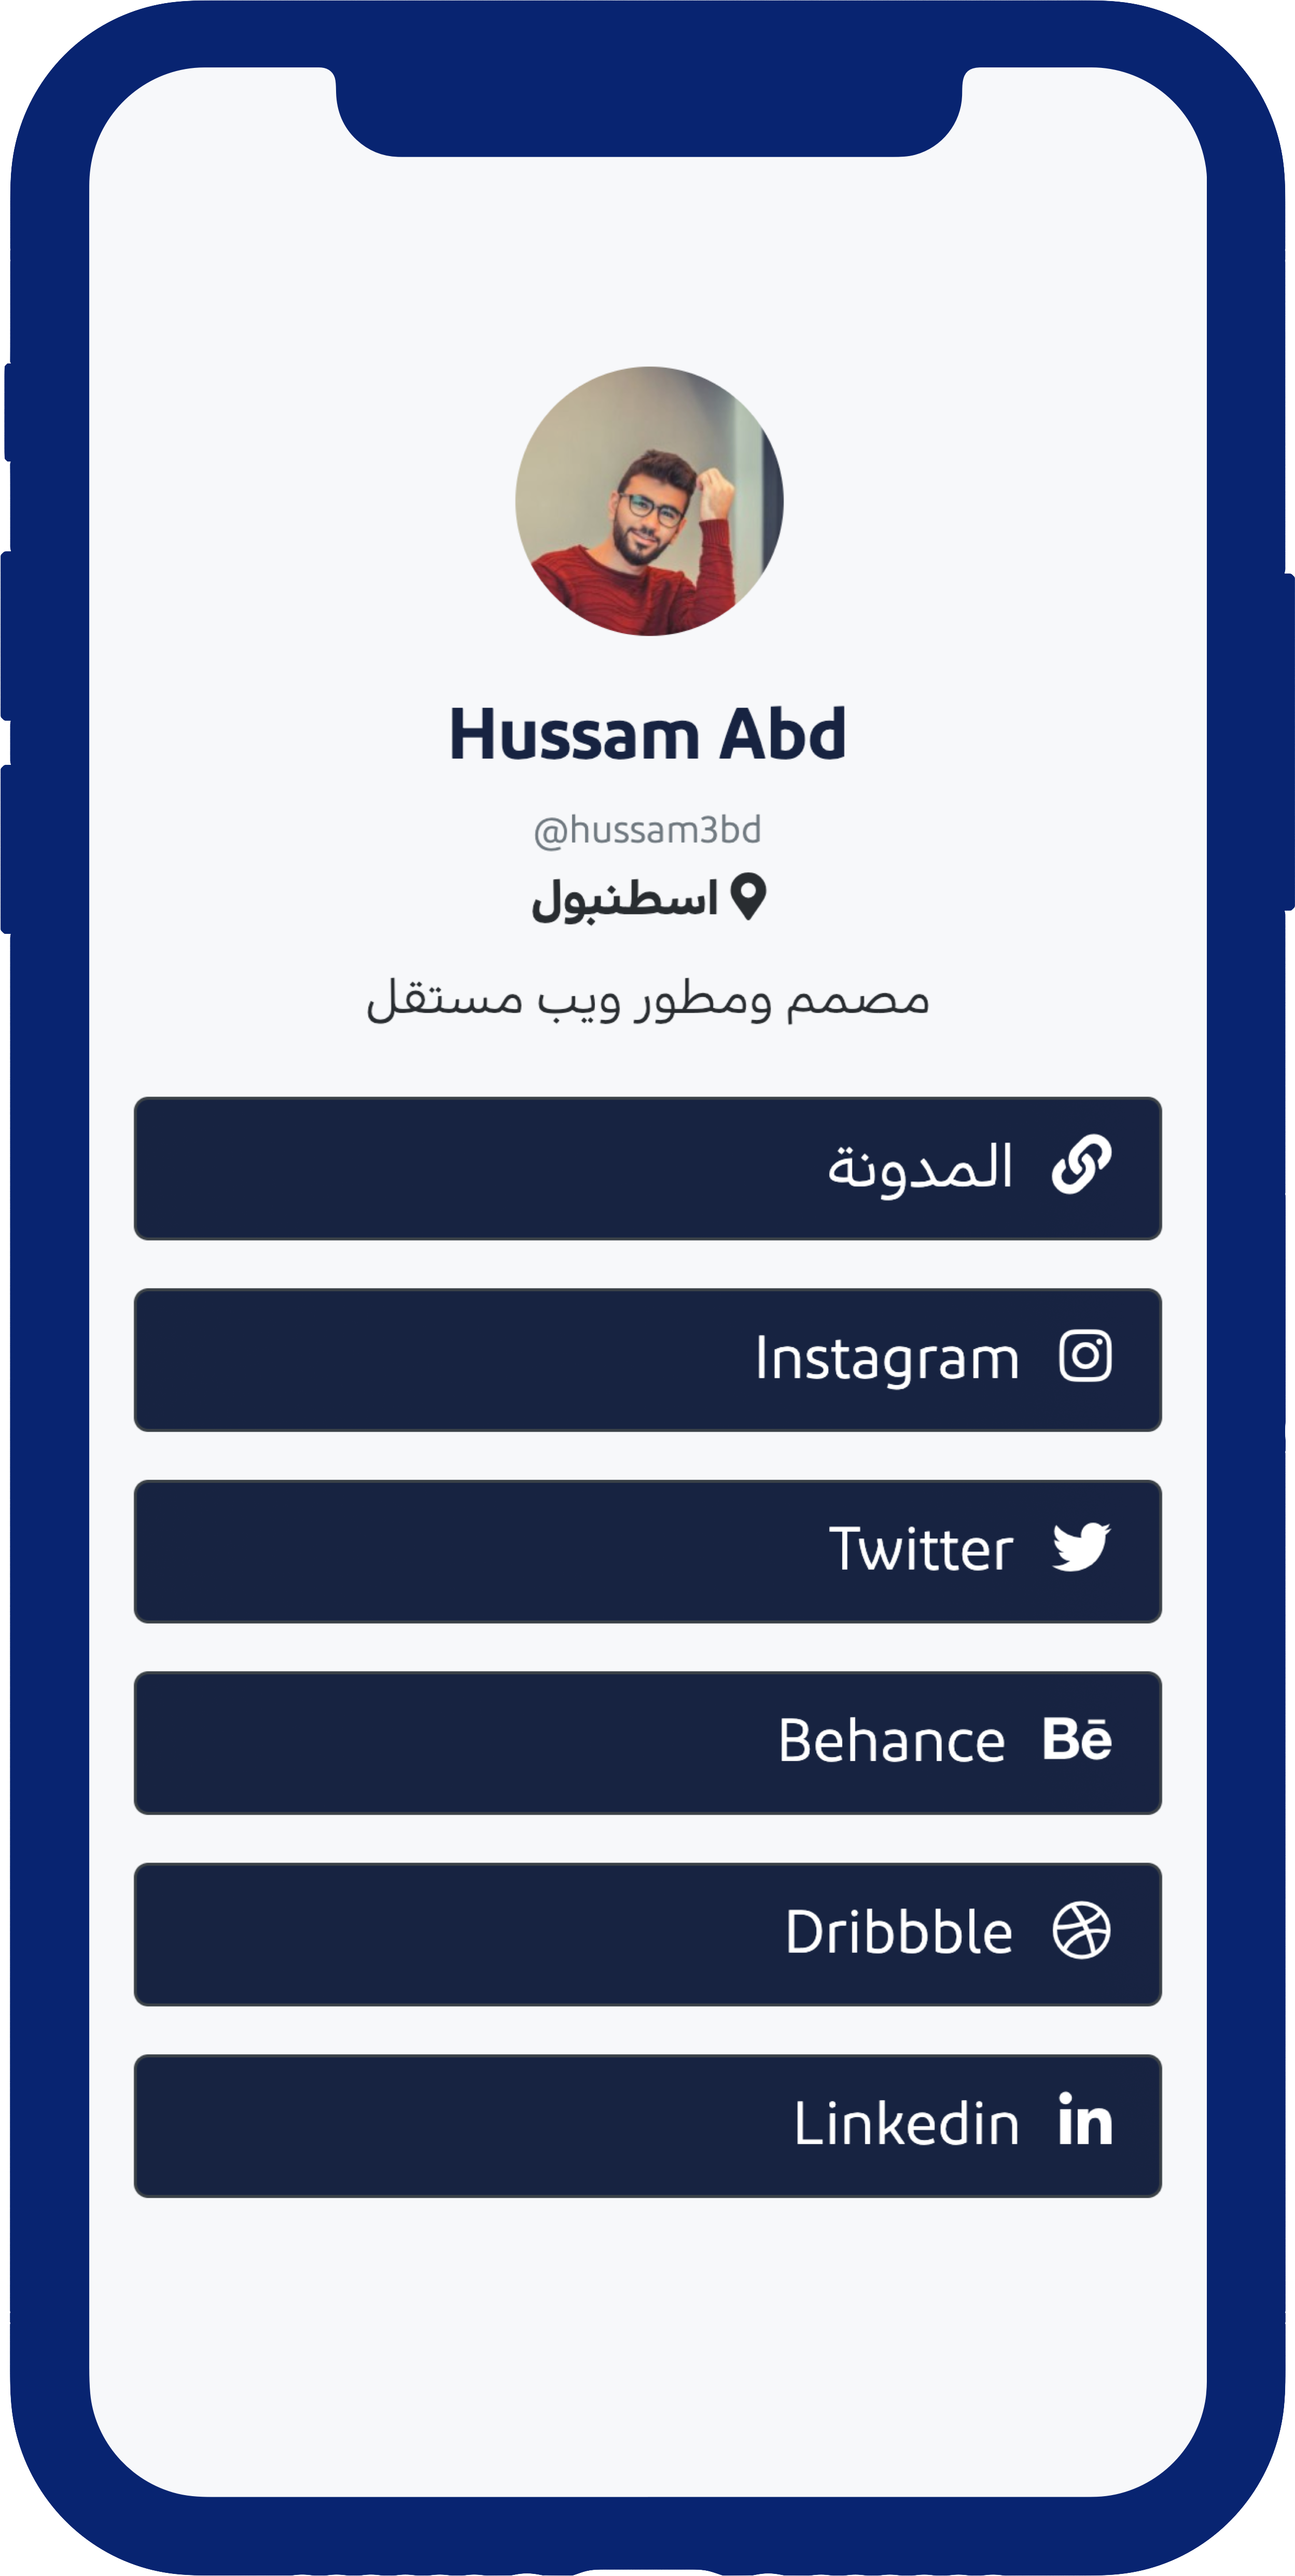 Hussam Abd
@hussam3bd
اسطنبول
مصمم ومطور ويب مستقل
المدونة
Instagram
Twitter
Behance Bē
Dribbble
Linkedin in